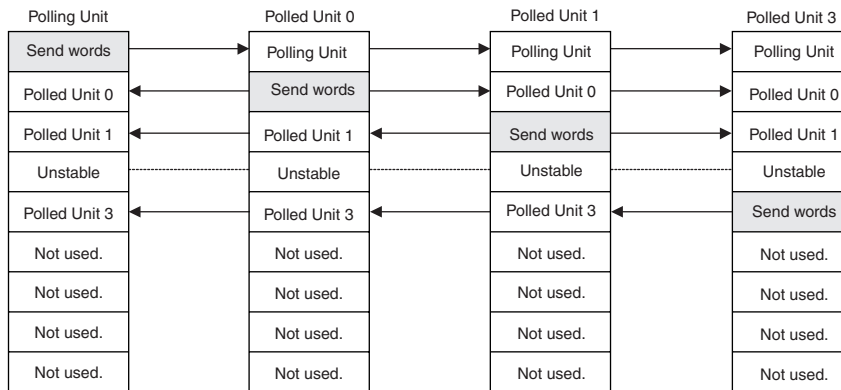 Polling Unit Polled Unit 0 Polled Unit 1 Polled Unit 3
Send words Polling Unit Polling Unit Polling Unit
Polled Unit 0 Send words Polled Unit 0 Polled Unit 0
Polled Unit 1 Polled Unit 1 Send words Polled Unit 1
Unstable Unstable Unstable Unstable
Polled Unit 3 Polled Unit 3 Polled Unit 3 Send words
Not used. Not used. Not used. Not used.
Not used. Not used. Not used. Not used.
Not used. Not used. Not used. Not used.
Not used. Not used. Not used. Not used.